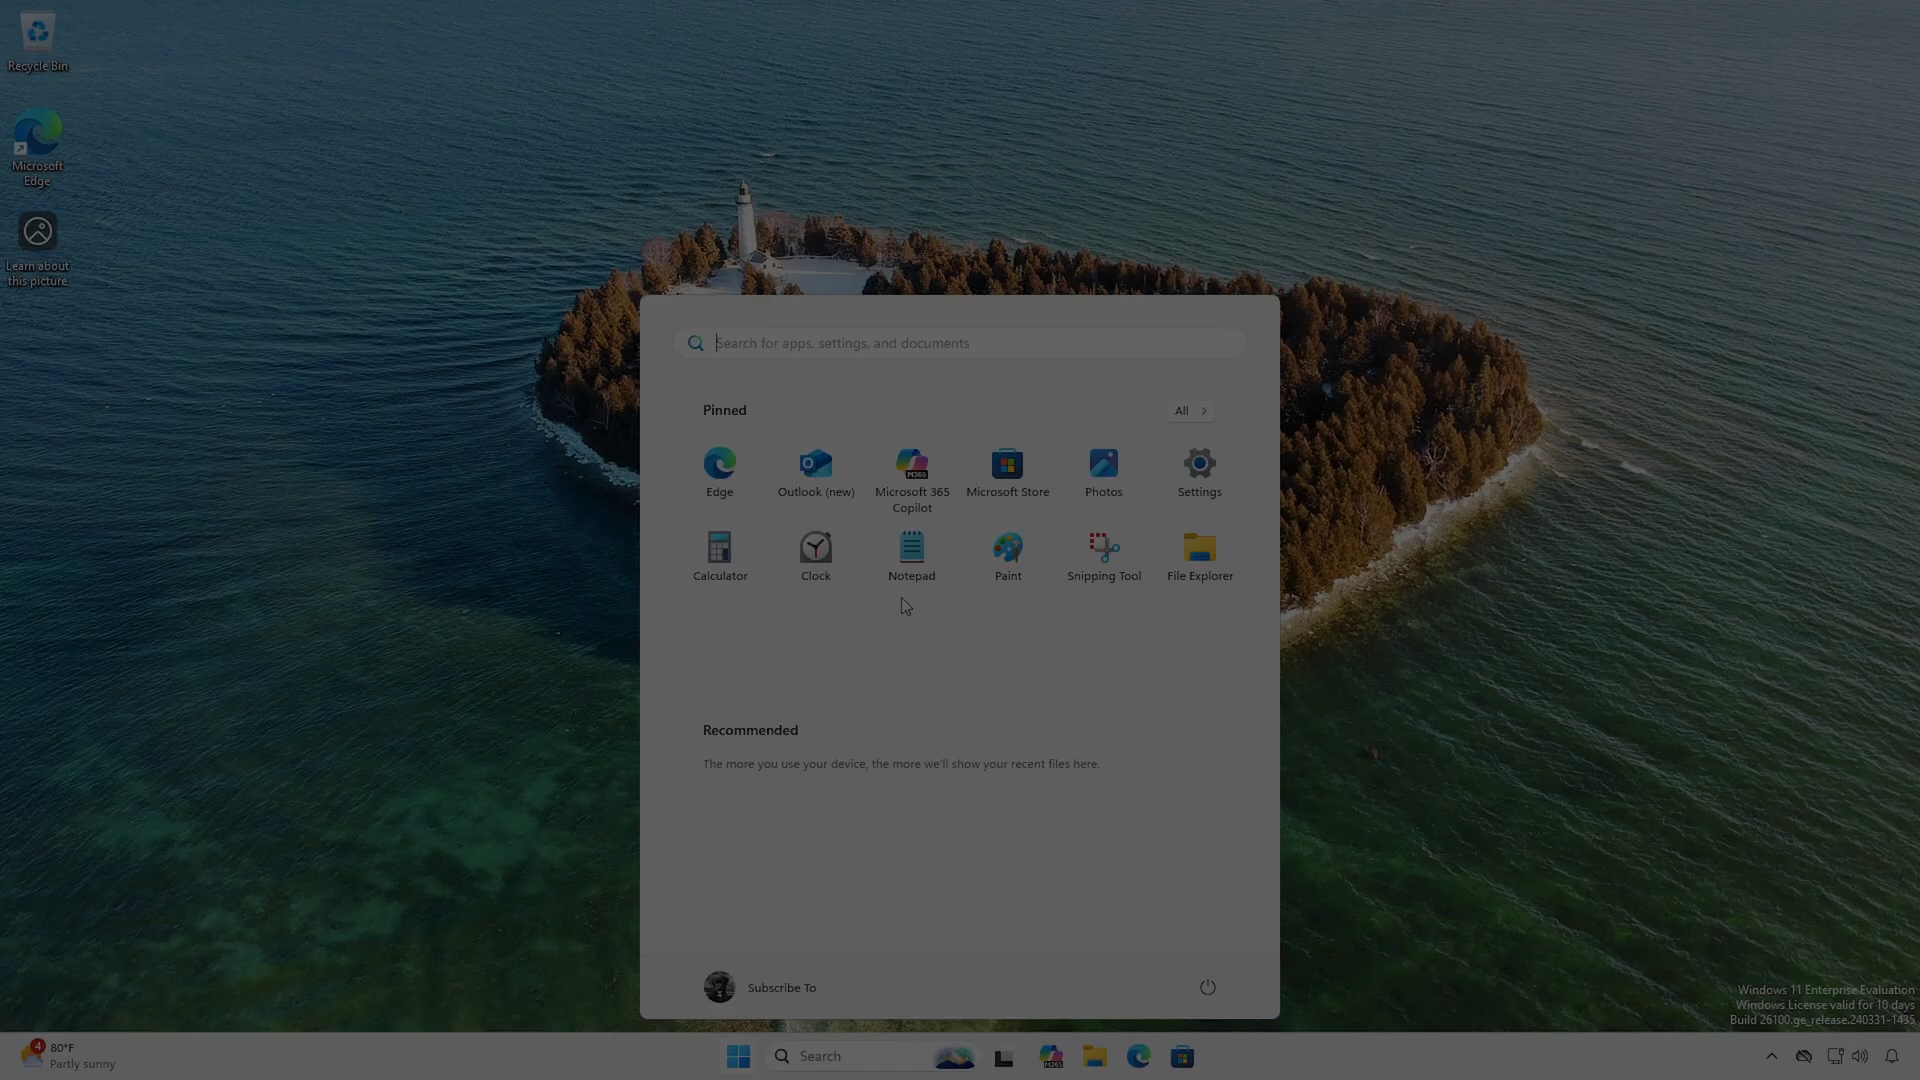 Recycle Bin
Microsoft
Edge
Learn about
this picture
Search for apps, settings, and documents
Pinned
All
Edge
Outlook (new)
M365
Microsoft 365
Copilot
Microsoft Store
Photos
Settings
Calculator
Clock
Notepad
Paint
Snipping Tool
File Explorer
Recommended
The more you use your device, the more we'll show your recent files here.
Subscribe To
Windows 11 Enterprise Evaluation
Windows License valid for 10 days
Build 26100.ge_release.240331-1435
4
80°F
Partly sunny
Search
M365